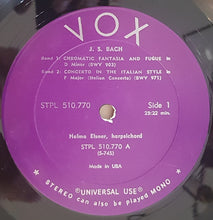 VOX
J. S. BACH
Band 1: CHROMATIC FANTASIA AND FUGUE in
D Minor (BWV 903)
Band 2: CONCERTO IN THE ITALIAN STYLE in
F Major (Italian Concerto) (BWV 971)
STPL 510.770
Side 1
22:22 min.
Helma Elsner, harpsichord
STPL 510.770 A
(S-745)
Made in USA
®UNIVERSAL USE®
STEREO can also be played MONO